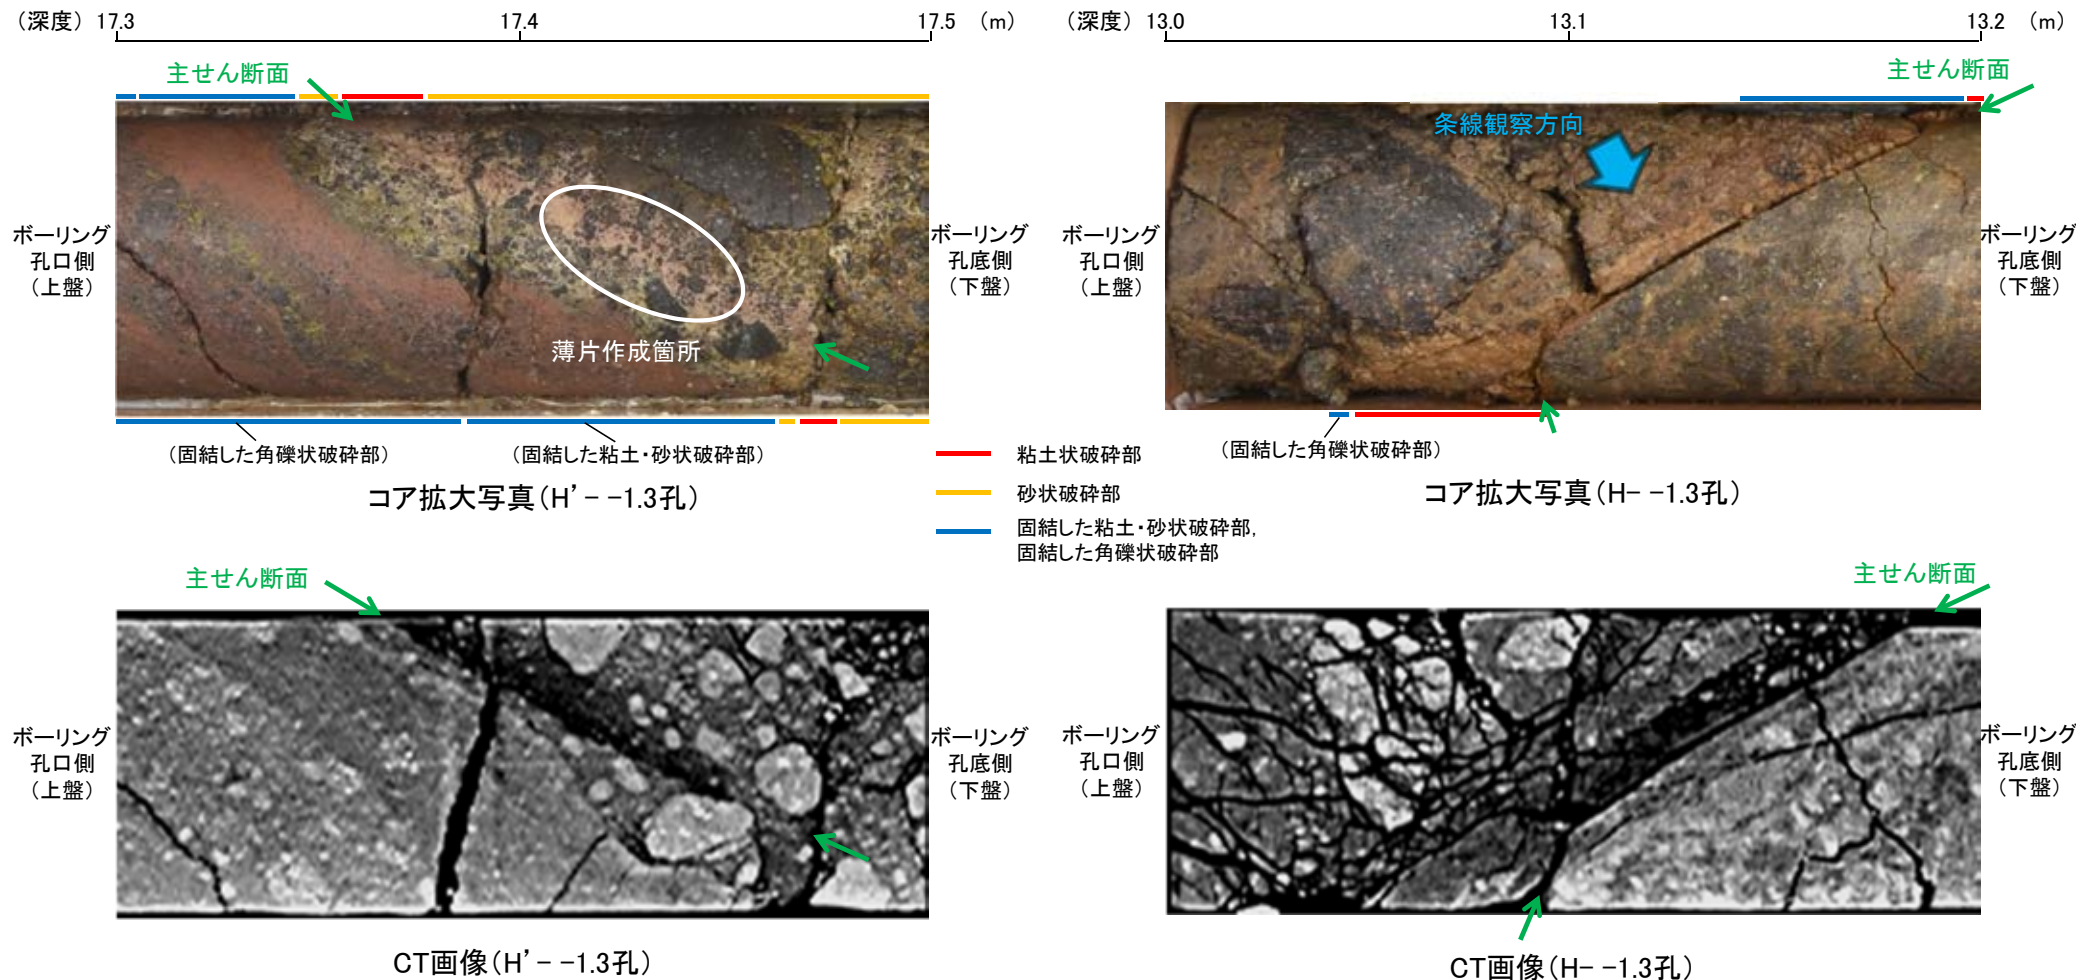 （深度）17.3 17.4 17.5 （m）
（深度）13.0 13.1 13.2 （m）
主せん断面
主せん断面
条線観察方向
ボーリング
孔口側
（上盤）
薄片作成箇所
ボーリング
孔底側
（下盤）
ボーリング
孔口側
（上盤）
ボーリング
孔底側
（下盤）
（固結した角礫状破砕部）
（固結した粘土・砂状破砕部）
（固結した角礫状破砕部）
コア拡大写真（H’－－1.3孔）
粘土状破砕部
砂状破砕部
固結した粘土・砂状破砕部，
固結した角礫状破砕部
コア拡大写真（H－－1.3孔）
主せん断面
主せん断面
ボーリング
孔口側
（上盤）
ボーリング
孔底側
（下盤）
ボーリング
孔口側
（上盤）
ボーリング
孔底側
（下盤）
CT画像（H’－－1.3孔）
CT画像（H－－1.3孔）